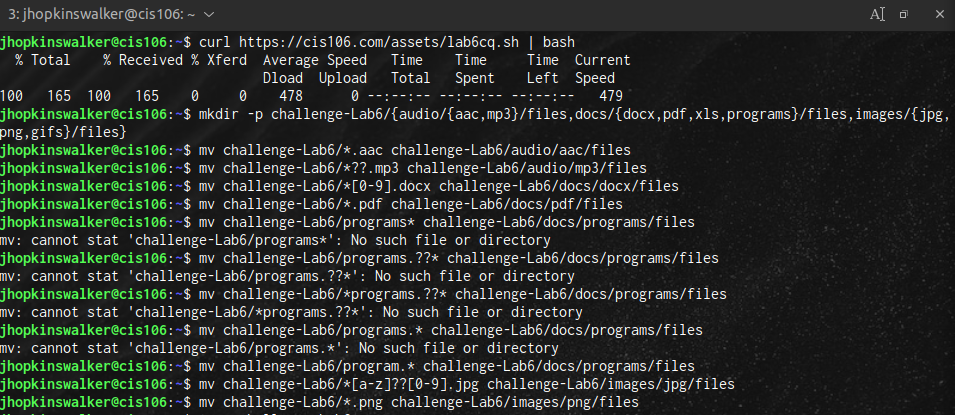 3: jhopkinswalker@cis106: ~
jhopkinswalker@cis106:~$ curl https://cis106.com/assets/lab6cq.sh | bash
% Total % Received % Xferd Average Speed Time Time Time Current
Dload Upload Total Spent Left Speed
100 165 100 165 0 0 478 0 --:--:-- --:--:-- --:--:-- 479
jhopkinswalker@cis106:~$ mkdir -p challenge-Lab6/{audio/{aac,mp3}/files,docs/{docx,pdf,xls,programs}/files,images/{jpg,
png,gifs}/files}
jhopkinswalker@cis106:~$ mv challenge-Lab6/*.aac challenge-Lab6/audio/aac/files
jhopkinswalker@cis106:~$ mv challenge-Lab6/*??.mp3 challenge-Lab6/audio/mp3/files
jhopkinswalker@cis106:~$ mv challenge-Lab6/*[0-9].docx challenge-Lab6/docs/docx/files
jhopkinswalker@cis106:~$ mv challenge-Lab6/*.pdf challenge-Lab6/docs/pdf/files
jhopkinswalker@cis106:~$ mv challenge-Lab6/programs* challenge-Lab6/docs/programs/files
mv: cannot stat 'challenge-Lab6/programs*': No such file or directory
jhopkinswalker@cis106:~$ mv challenge-Lab6/programs.??* challenge-Lab6/docs/programs/files
mv: cannot stat 'challenge-Lab6/programs.??*': No such file or directory
jhopkinswalker@cis106:~$ mv challenge-Lab6/*programs.??* challenge-Lab6/docs/programs/files
mv: cannot stat 'challenge-Lab6/*programs.??*': No such file or directory
jhopkinswalker@cis106:~$ mv challenge-Lab6/programs.* challenge-Lab6/docs/programs/files
mv: cannot stat 'challenge-Lab6/programs.*': No such file or directory
jhopkinswalker@cis106:~$ mv challenge-Lab6/program.* challenge-Lab6/docs/programs/files
jhopkinswalker@cis106:~$ mv challenge-Lab6/*[a-z]??[0-9].jpg challenge-Lab6/images/jpg/files
jhopkinswalker@cis106:~$ mv challenge-Lab6/*.png challenge-Lab6/images/png/files